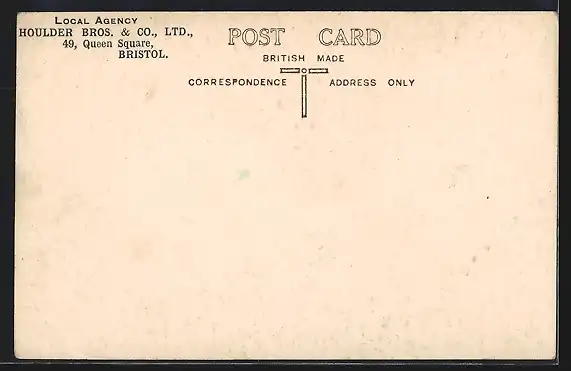 LOCAL AGENCY
HOULDER BROS. & CO., LTD.,
49, Queen Square,
BRISTOL.
POST CARD
BRITISH MADE
CORRESPONDENCE
ADDRESS ONLY